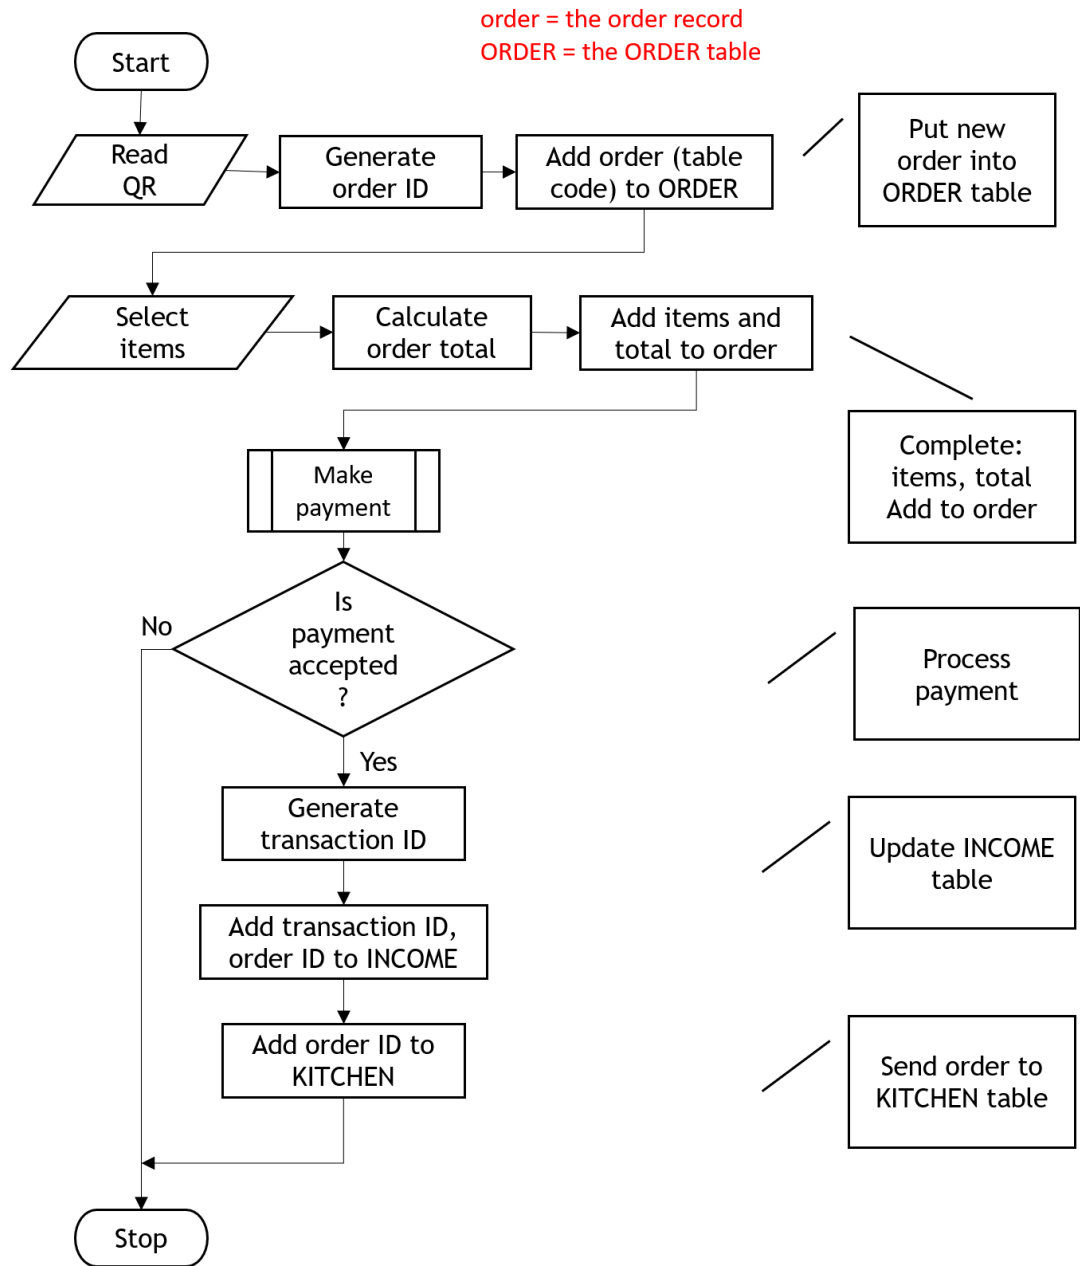 order = the order record
ORDER = the ORDER table
Start
Read
QR
Generate
order ID
Add order (table
code) to ORDER
Put new
order into
ORDER table
Select
items
Calculate
order total
Add items and
total to order
Complete:
items, total
Add to order
Make
payment
Is
payment
accepted
?
No
Yes
Process
payment
Generate
transaction ID
Update INCOME
table
Add transaction ID,
order ID to INCOME
Add order ID to
KITCHEN
Send order to
KITCHEN table
Stop